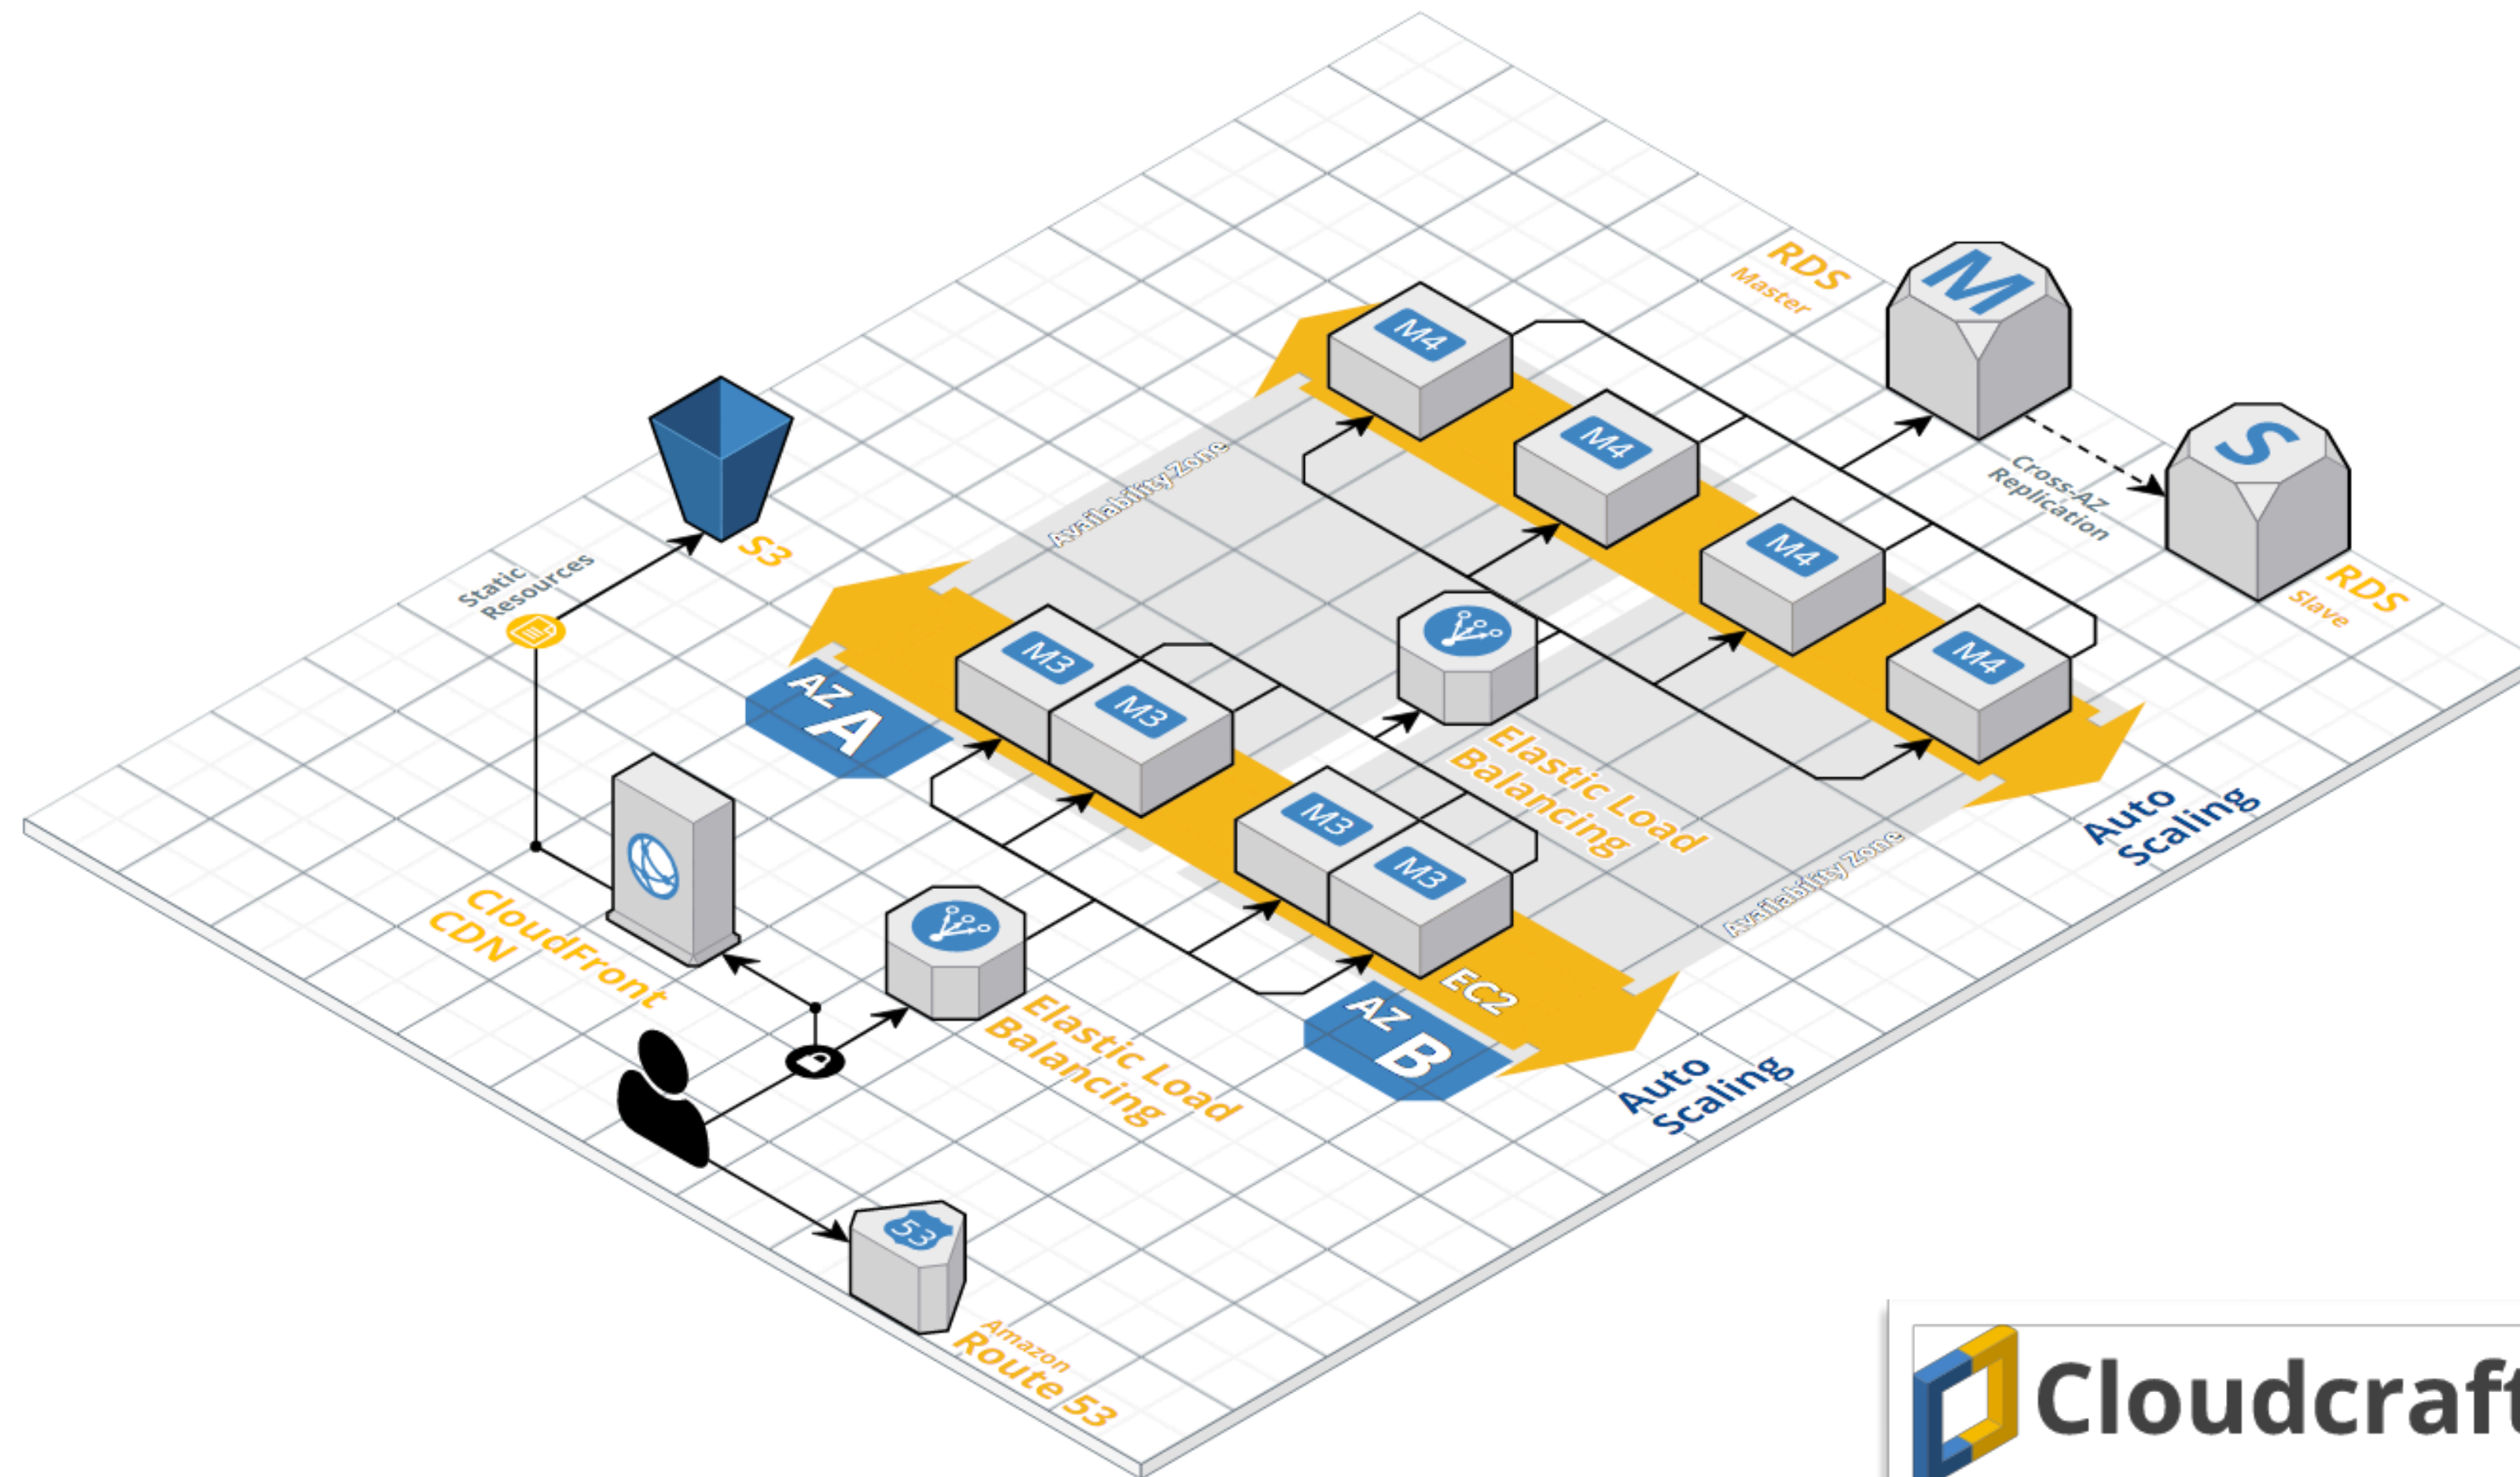 RDS
Master
M
M4
M4
M4
M4
S
Cross-AZ
Replication
RDS
Slave
Availability Zone
S3
Static
Resources
M3
M3
M3
M3
AZ
A
Elastic Load
Balancing
Auto
Scaling
Availability Zone
CloudFront
CDN
EC2
AZ
B
Elastic Load
Balancing
Auto
Scaling
53
Amazon
Route 53
Cloudcraft